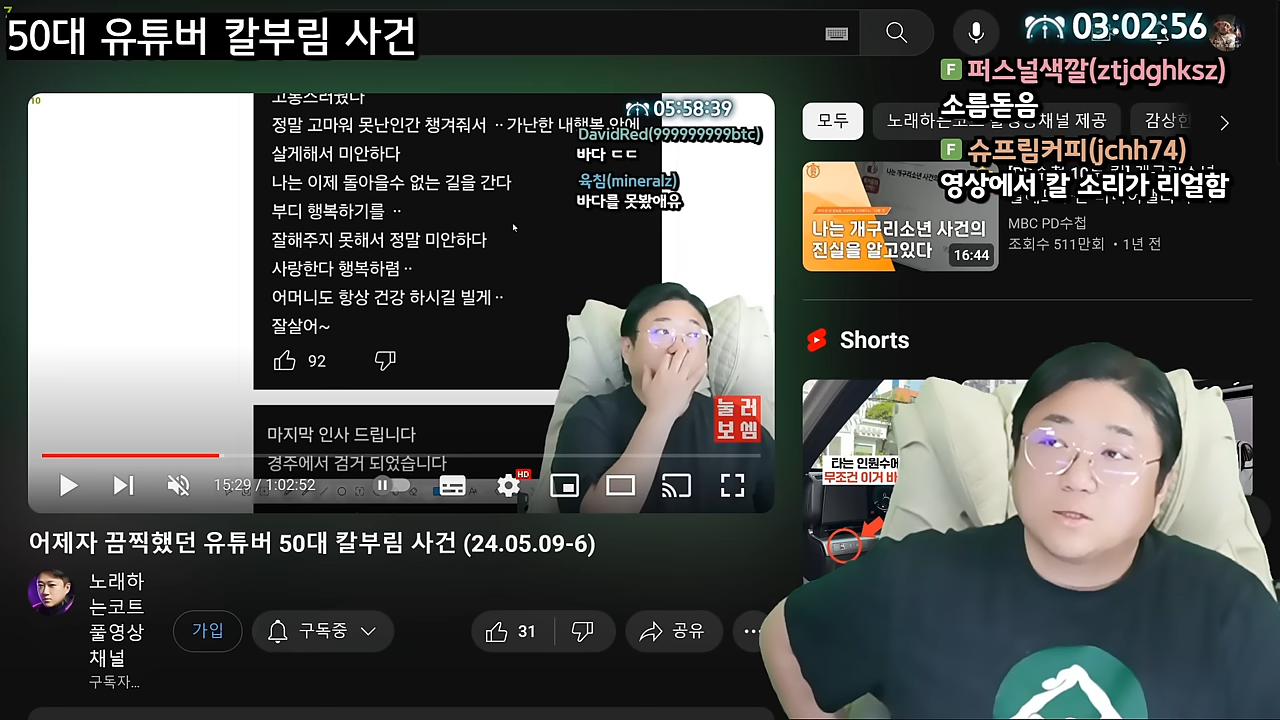 50대 유튜버 칼부림 사건
03:02:56
F 퍼스널색깔(ztjdghksz)
소름돋음
F 슈프림커피(jchh74)
영상에서 칼 소리가 리얼함
고통스러웠다
05:58:39
정말 고마워 못난인간 챙겨줘서 ·· 가난한 내행복 안에
DavidRed(999999999btc)
바다 ㄷㄷ
살게해서 미안하다
육침(mineralz)
나는 이제 돌아을수 없는 길을 간다
바다를 못봤애유
부디 행복하기를 ··
잘해주지 못해서 정말 미안하다
사랑한다 행복하렴··
어머니도 항상 건강 하시길 빌게··
잘살어~
92
눌러
보셈
마지막 인사 드립니다
경주에서 검거 되었습니다
15:29 / 1:02:52
HD
어제자 끔찍했던 유튜버 50대 칼부림 사건 (24.05.09-6)
노래하
는코트
풀영상
채널
구독자...
가입
구독중
31
공유
모두
채널 제공
나는 개구리소년 사건의
진실을 알고있다
16:44
MBC PD수첩
조회수 511만회 · 1년 전
Shorts
타는 인원수에
무조건 이거 바